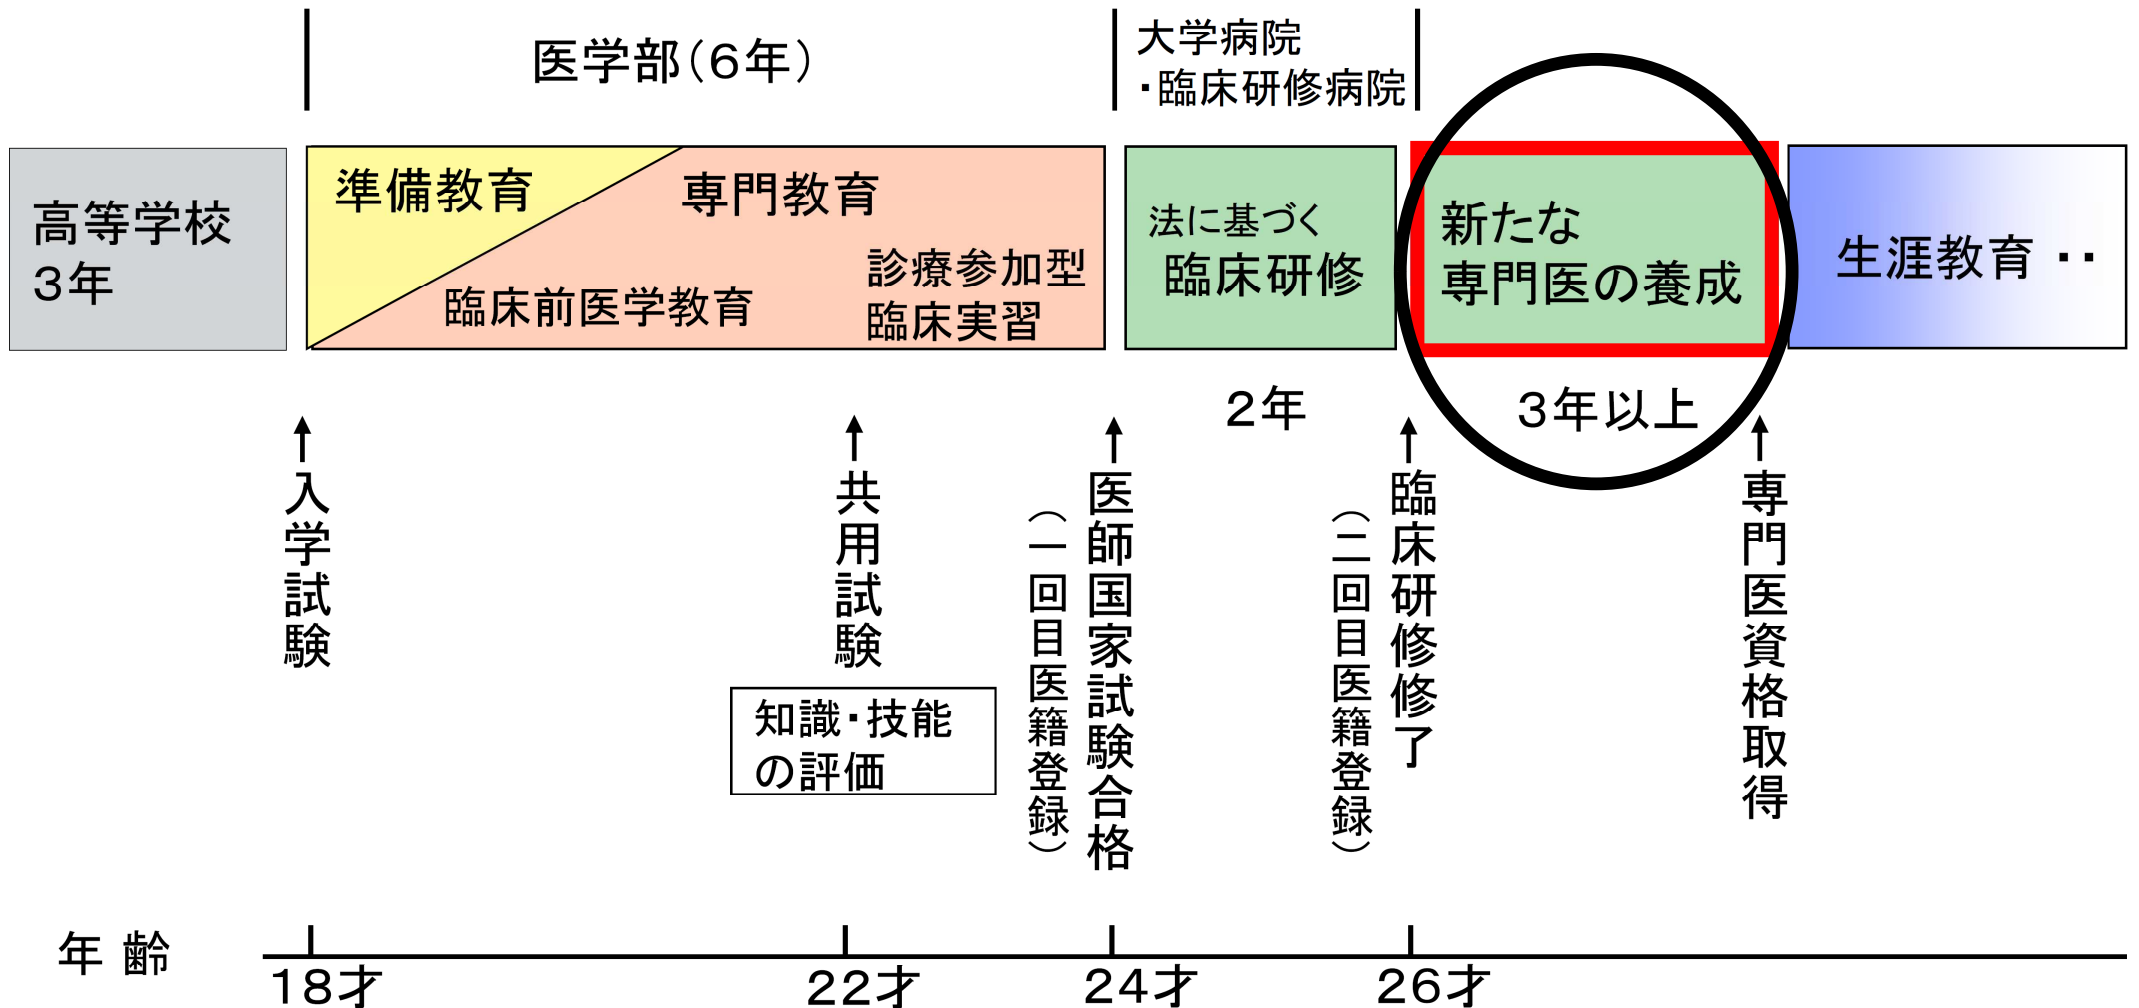 医学部（６年）
大学病院
・臨床研修病院
高等学校
３年
準備教育
専門教育
臨床前医学教育
診療参加型
臨床実習
法に基づく
臨床研修
新たな
専門医の養成
生涯教育 ・・
２年
３年以上
入学試験
共用試験
知識・技能
の評価
医師国家試験合格
（一回目医籍登録）
臨床研修修了
（二回目医籍登録）
専門医資格取得
年 齢
18才
22才
24才
26才